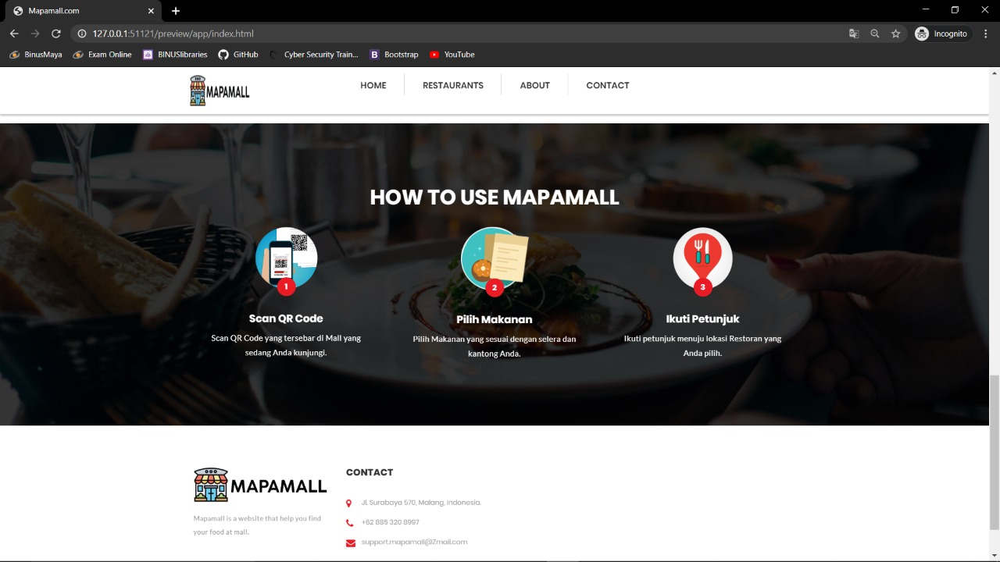 Mapamall.com
127.0.0.1:51121/preview/app/index.html
Incognito
BinusMaya
Exam Online
BINUSlibraries
GitHub
Cyber Security Train...
Bootstrap
YouTube
MAPAMALL
HOME
RESTAURANTS
ABOUT
CONTACT
HOW TO USE MAPAMALL
1
Scan QR Code
Scan QR Code yang tersebar di Mall yang
sedang Anda kunjungi.
2
Pilih Makanan
Pilih Makanan yang sesuai dengan selera dan
kantong Anda.
3
Ikuti Petunjuk
Ikuti petunjuk menuju lokasi Restoran yang
Anda pilih.
MAPAMALL
Mapamall is a website that help you find
your food at mall.
CONTACT
Jl. Surabaya 570, Malang, Indonesia.
+62 885 320 8997
support.mapamall@Zmail.com